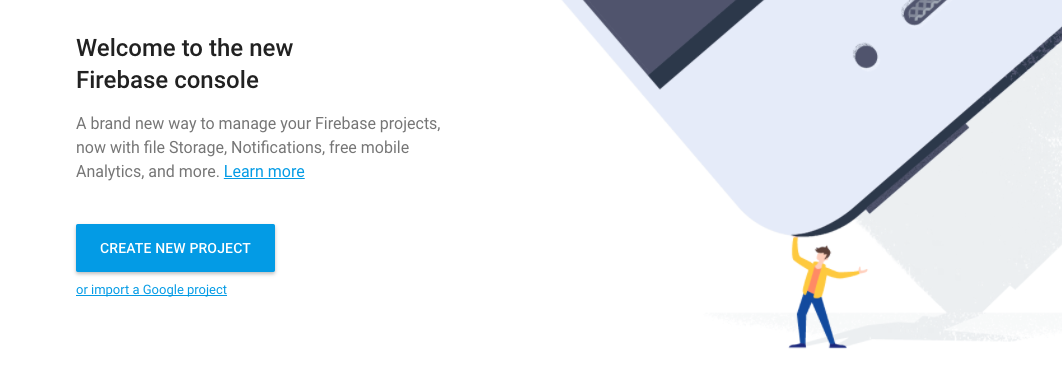 Welcome to the new
Firebase console
A brand new way to manage your Firebase projects,
now with file Storage, Notifications, free mobile
Analytics, and more. Learn more
CREATE NEW PROJECT
or import a Google project